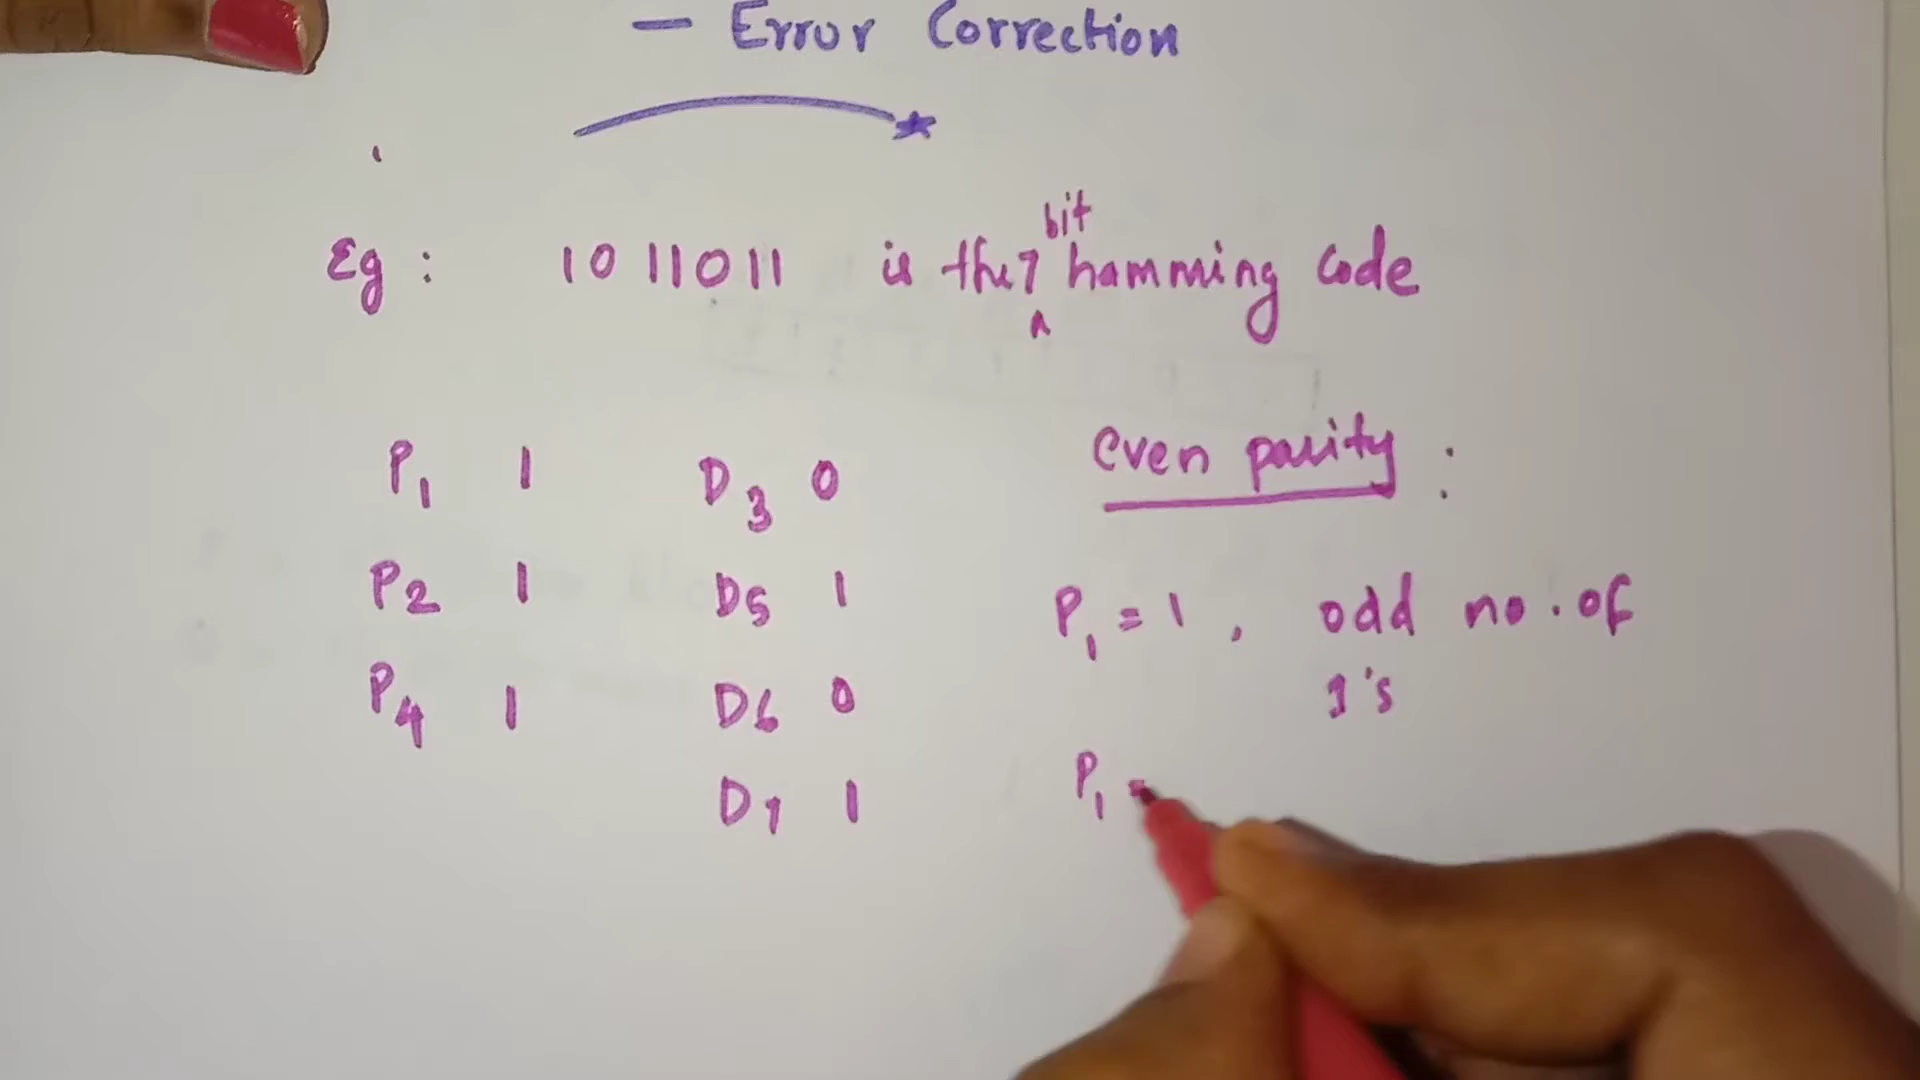 — Error Correction
Eg : 1011011 is the 7 bit hamming code
P1 1 D3 0
P2 1 D5 1
P4 1 D6 0
D7 1
even parity :
P1 = 1 , odd no. of
1's
P1 =